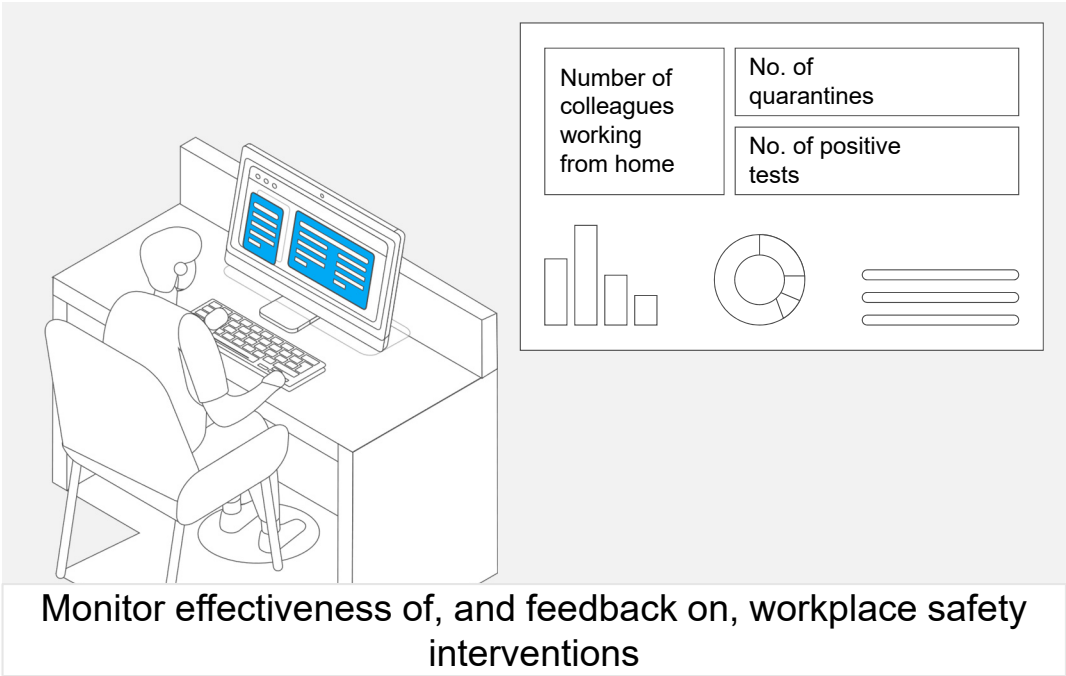 Number of
colleagues
working
from home
No. of
quarantines
No. of positive
tests
Monitor effectiveness of, and feedback on, workplace safety
interventions